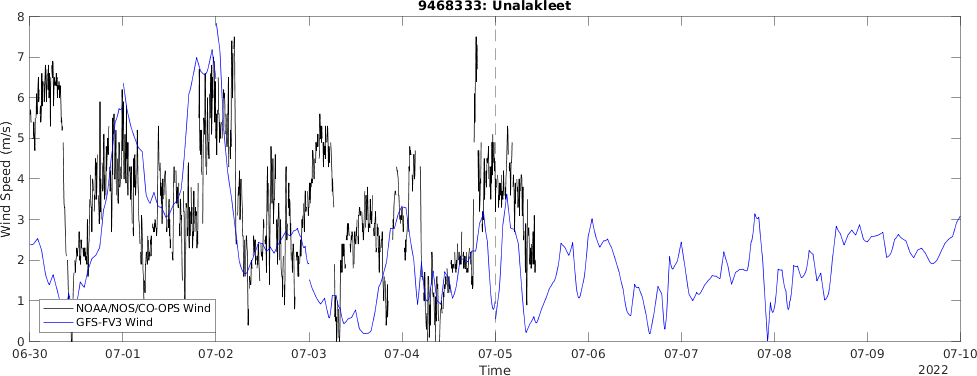 9468333: Unalakleet
8
7
6
5
4
3
2
1
0
Wind Speed (m/s)
NOAA/NOS/CO-OPS Wind
GFS-FV3 Wind
06-30 07-01 07-02 07-03 07-04 07-05 07-06 07-07 07-08 07-09 07-10
Time
2022